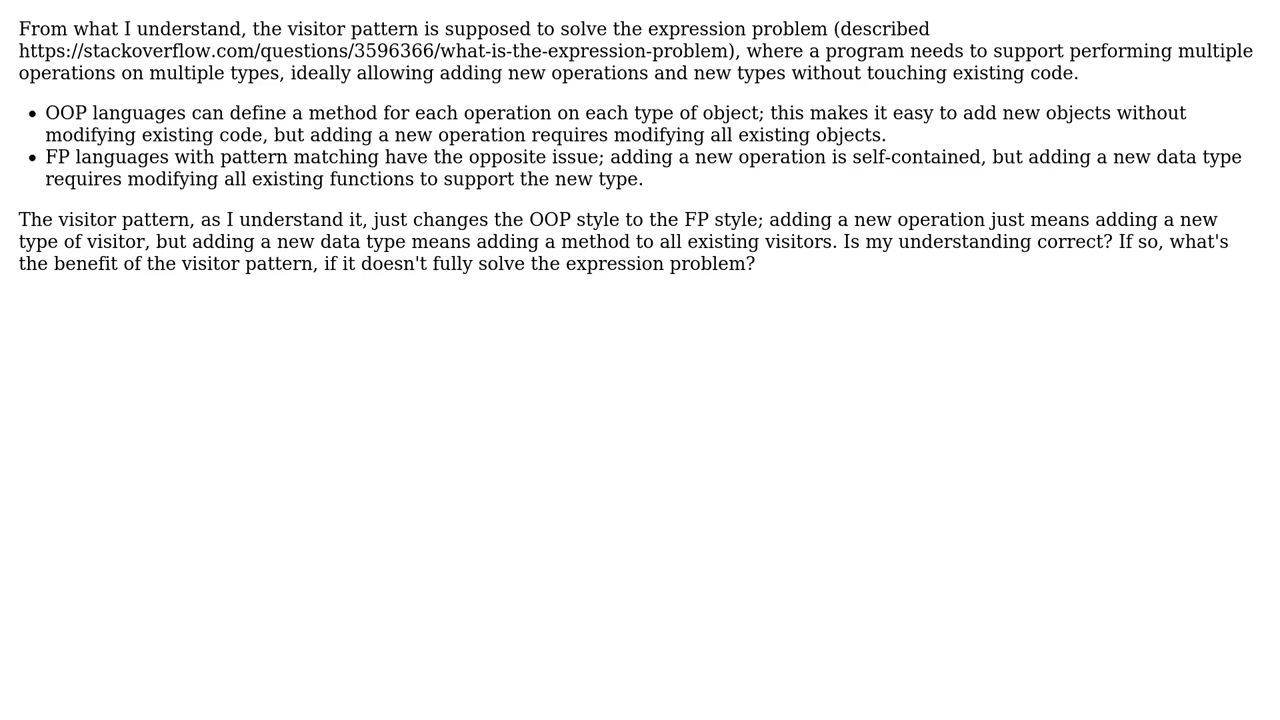 From what I understand, the visitor pattern is supposed to solve the expression problem (described
https://stackoverflow.com/questions/3596366/what-is-the-expression-problem), where a program needs to support performing multiple
operations on multiple types, ideally allowing adding new operations and new types without touching existing code.
• OOP languages can define a method for each operation on each type of object; this makes it easy to add new objects without
modifying existing code, but adding a new operation requires modifying all existing objects.
• FP languages with pattern matching have the opposite issue; adding a new operation is self-contained, but adding a new data type
requires modifying all existing functions to support the new type.
The visitor pattern, as I understand it, just changes the OOP style to the FP style; adding a new operation just means adding a new
type of visitor, but adding a new data type means adding a method to all existing visitors. Is my understanding correct? If so, what's
the benefit of the visitor pattern, if it doesn't fully solve the expression problem?